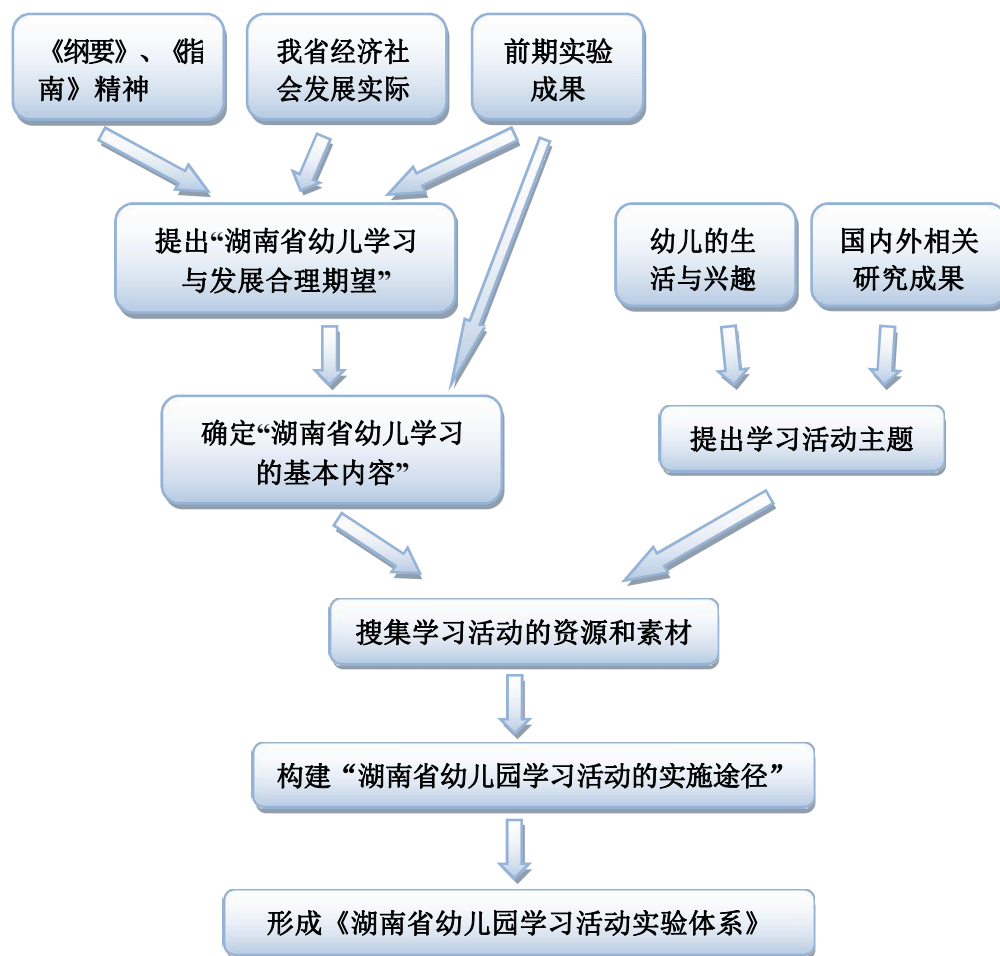 《纲要》、《指
南》精神
我省经济社
会发展实际
前期实验
成果
提出“湖南省幼儿学习
与发展合理期望”
幼儿的生
活与兴趣
国内外相关
研究成果
确定“湖南省幼儿学习
的基本内容”
提出学习活动主题
搜集学习活动的资源和素材
构建“湖南省幼儿园学习活动的实施途径”
形成《湖南省幼儿园学习活动实验体系》